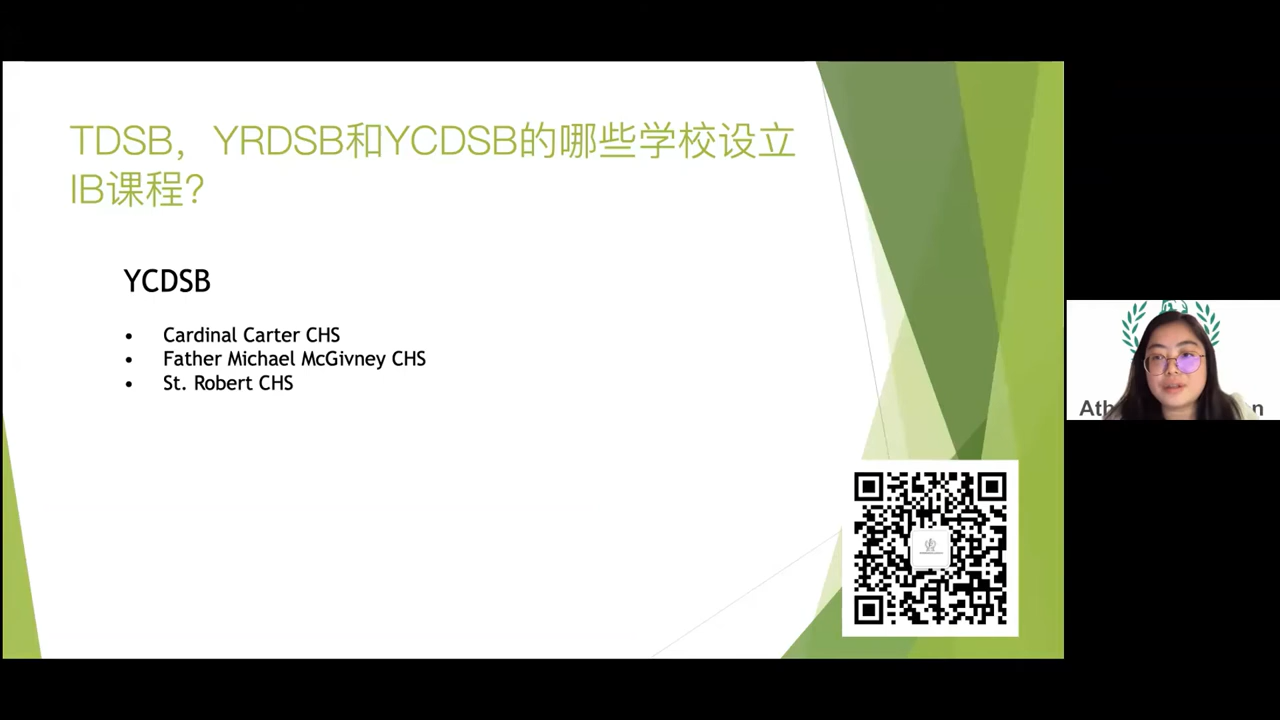 TDSB，YRDSB和YCDSB的哪些学校设立
IB课程?
YCDSB
• Cardinal Carter CHS
• Father Michael McGivney CHS
• St. Robert CHS